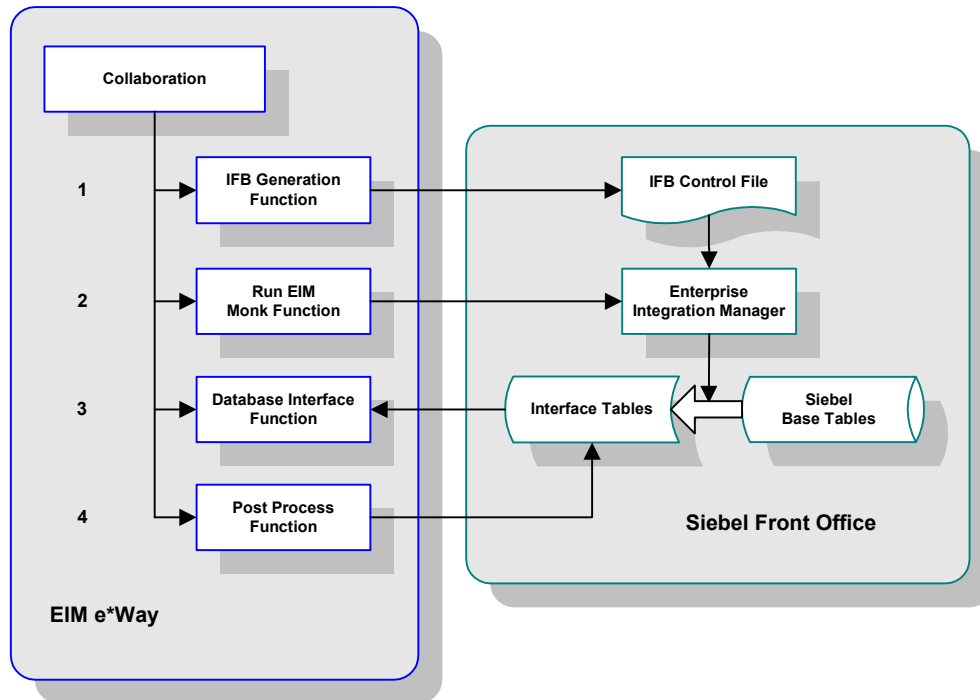 Collaboration
1
IFB Generation
Function
IFB Control File
2
Run EIM
Monk Function
Enterprise
Integration Manager
3
Database Interface
Function
Interface Tables
Siebel
Base Tables
4
Post Process
Function
Siebel Front Office
EIM e*Way